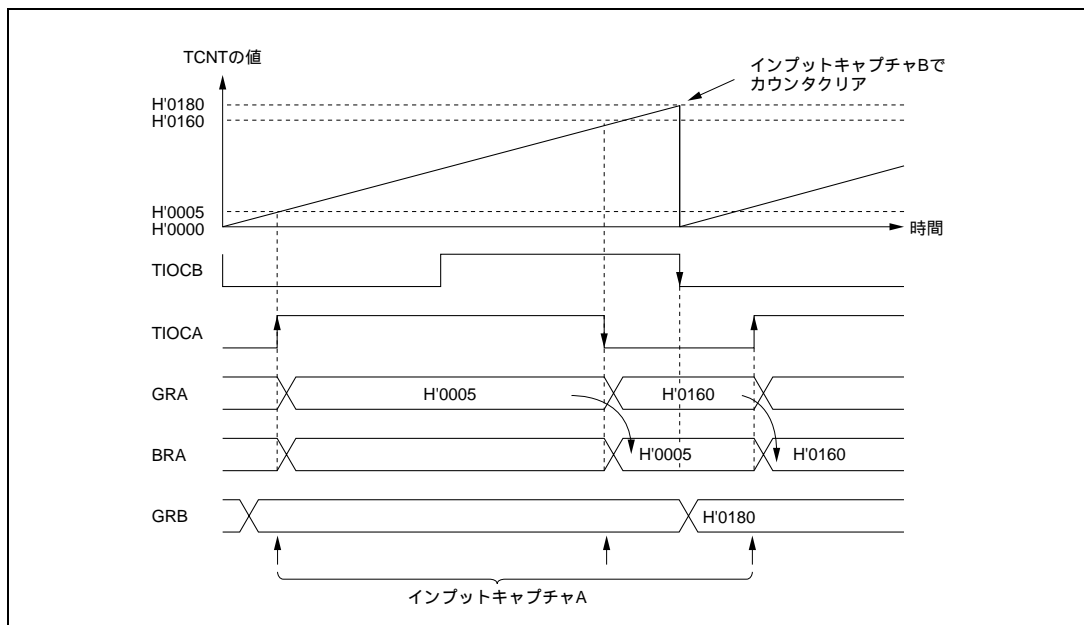 TCNTの値
インプットキャプチャBで
カウンタクリア
H'0180
H'0160
H'0005
H'0000
時間
TIOCB
TIOCA
GRA
H'0005
H'0160
BRA
H'0005
H'0160
GRB
H'0180
インプットキャプチャA